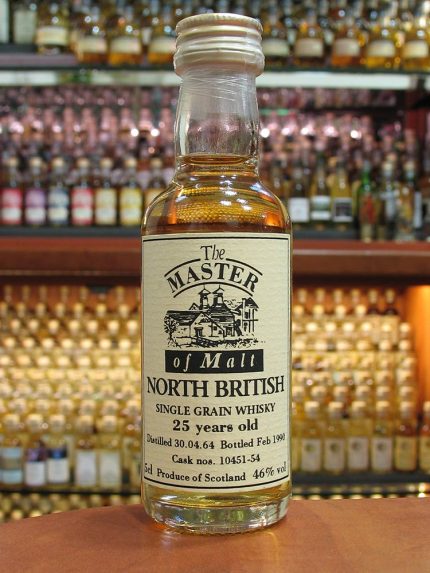 The
MASTER
of Malt
NORTH BRITISH
SINGLE GRAIN WHISKY
25 years old
Distilled 30.04.64 Bottled Feb 1990
Cask nos. 10451-54
5cl Produce of Scotland 46% vol